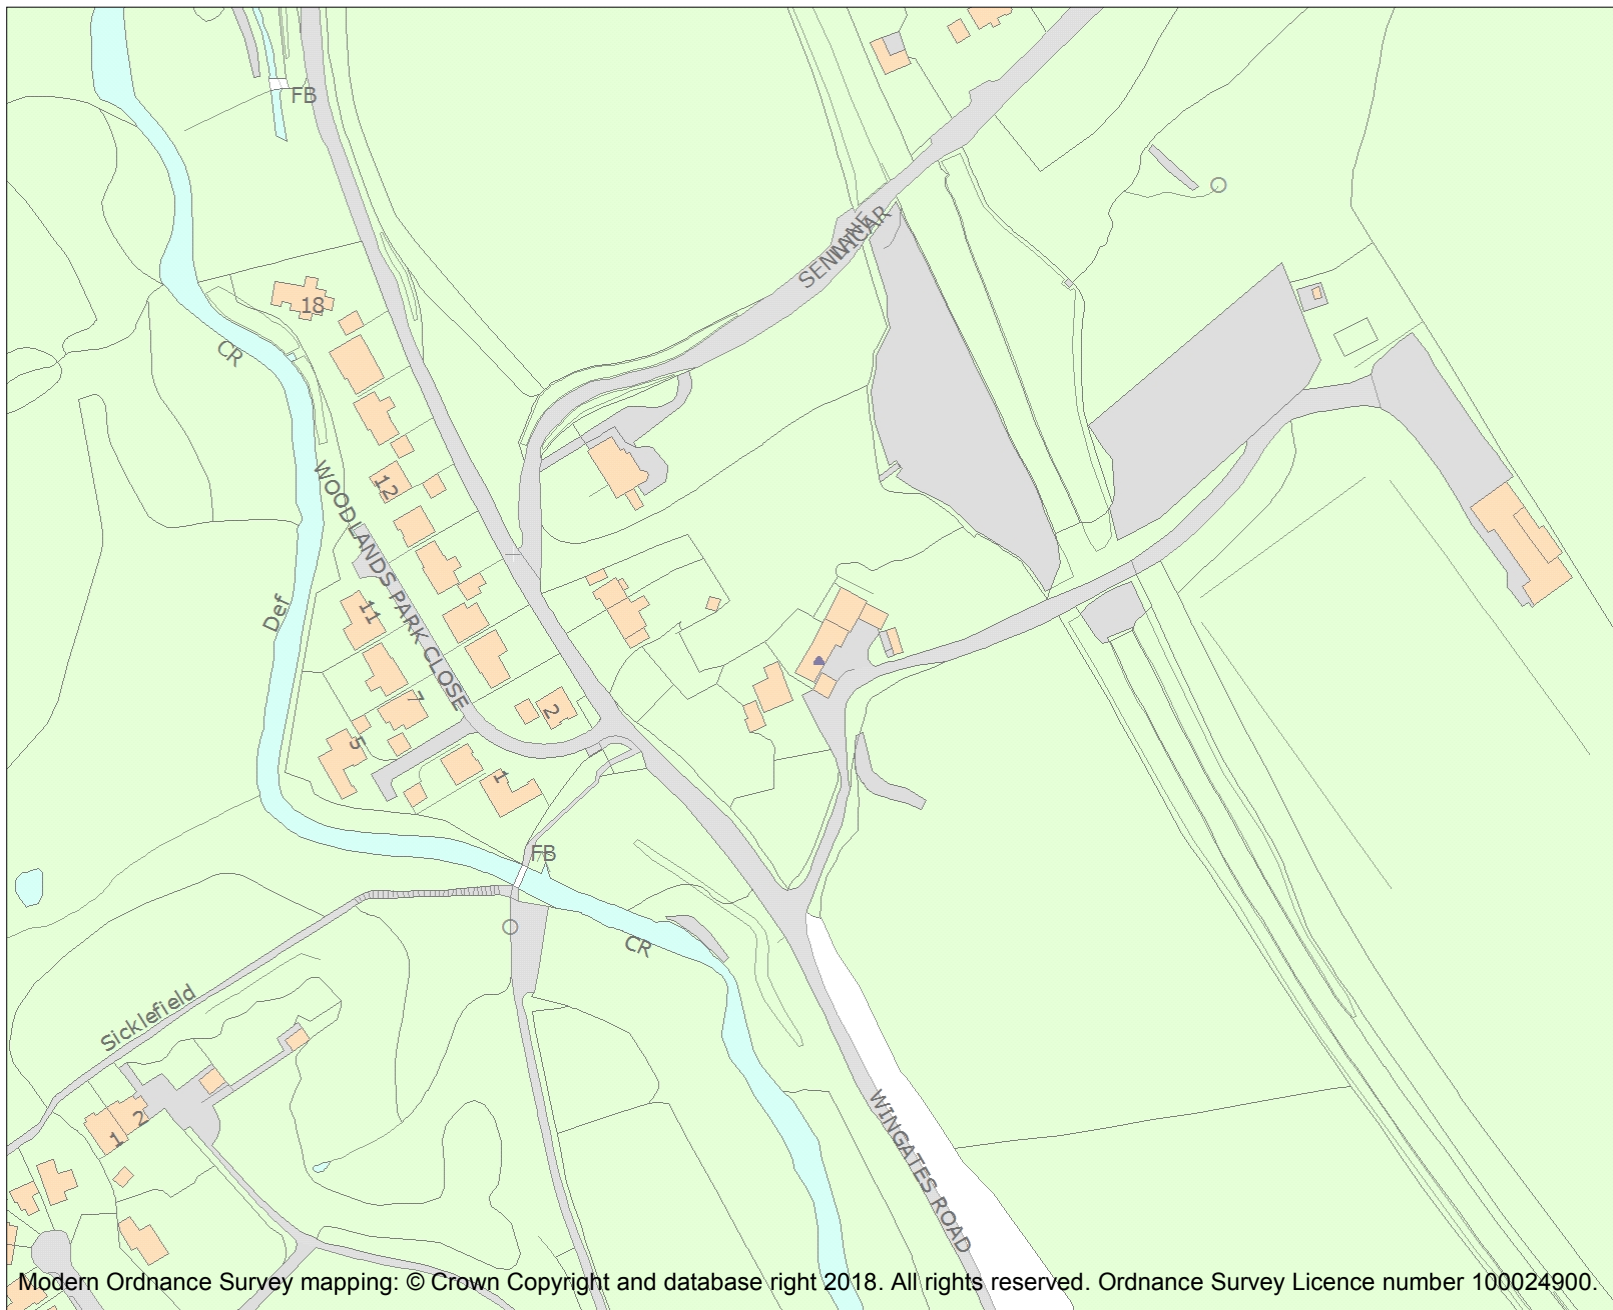 FB
SENNICAR
LANE
18
CR
12
WOODLANDS PARK CLOSE
Def
11
7
2
5
1
FB
CR
Sicklefield
2
1
WINGATES ROAD
Modern Ordnance Survey mapping: © Crown Copyright and database right 2018. All rights reserved. Ordnance Survey Licence number 100024900.